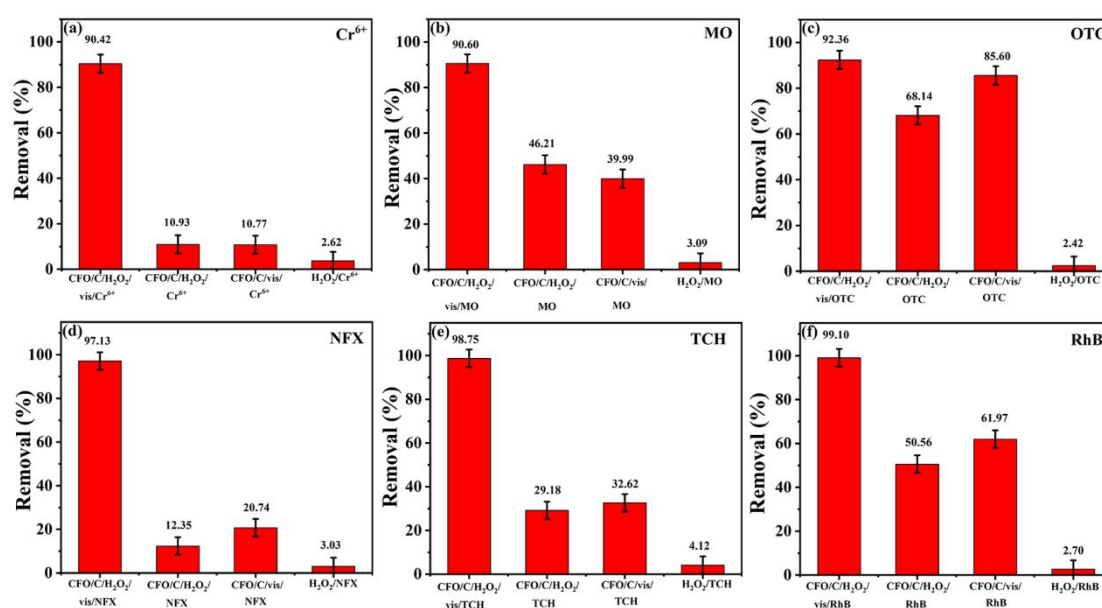 (a)
Cr⁶⁺
Removal (%)
100
80
60
40
20
0
90.42
10.93
10.77
2.62
CFO/C/H₂O₂/
vis/Cr⁶⁺
CFO/C/H₂O₂/
Cr⁶⁺
CFO/C/vis/
Cr⁶⁺
H₂O₂/Cr⁶⁺
(b)
MO
Removal (%)
100
80
60
40
20
0
90.60
46.21
39.99
3.09
CFO/C/H₂O₂/
vis/MO
CFO/C/H₂O₂/
MO
CFO/C/vis/
MO
H₂O₂/MO
(c)
OTC
Removal (%)
100
80
60
40
20
0
92.36
68.14
85.60
2.42
CFO/C/H₂O₂/
vis/OTC
CFO/C/H₂O₂/
OTC
CFO/C/vis/
OTC
H₂O₂/OTC
(d)
NFX
Removal (%)
100
80
60
40
20
0
97.13
12.35
20.74
3.03
CFO/C/H₂O₂/
vis/NFX
CFO/C/H₂O₂/
NFX
CFO/C/vis/
NFX
H₂O₂/NFX
(e)
TCH
Removal (%)
100
80
60
40
20
0
98.75
29.18
32.62
4.12
CFO/C/H₂O₂/
vis/TCH
CFO/C/H₂O₂/
TCH
CFO/C/vis/
TCH
H₂O₂/TCH
(f)
RhB
Removal (%)
100
80
60
40
20
0
99.10
50.56
61.97
2.70
CFO/C/H₂O₂/
vis/RhB
CFO/C/H₂O₂/
RhB
CFO/C/vis/
RhB
H₂O₂/RhB